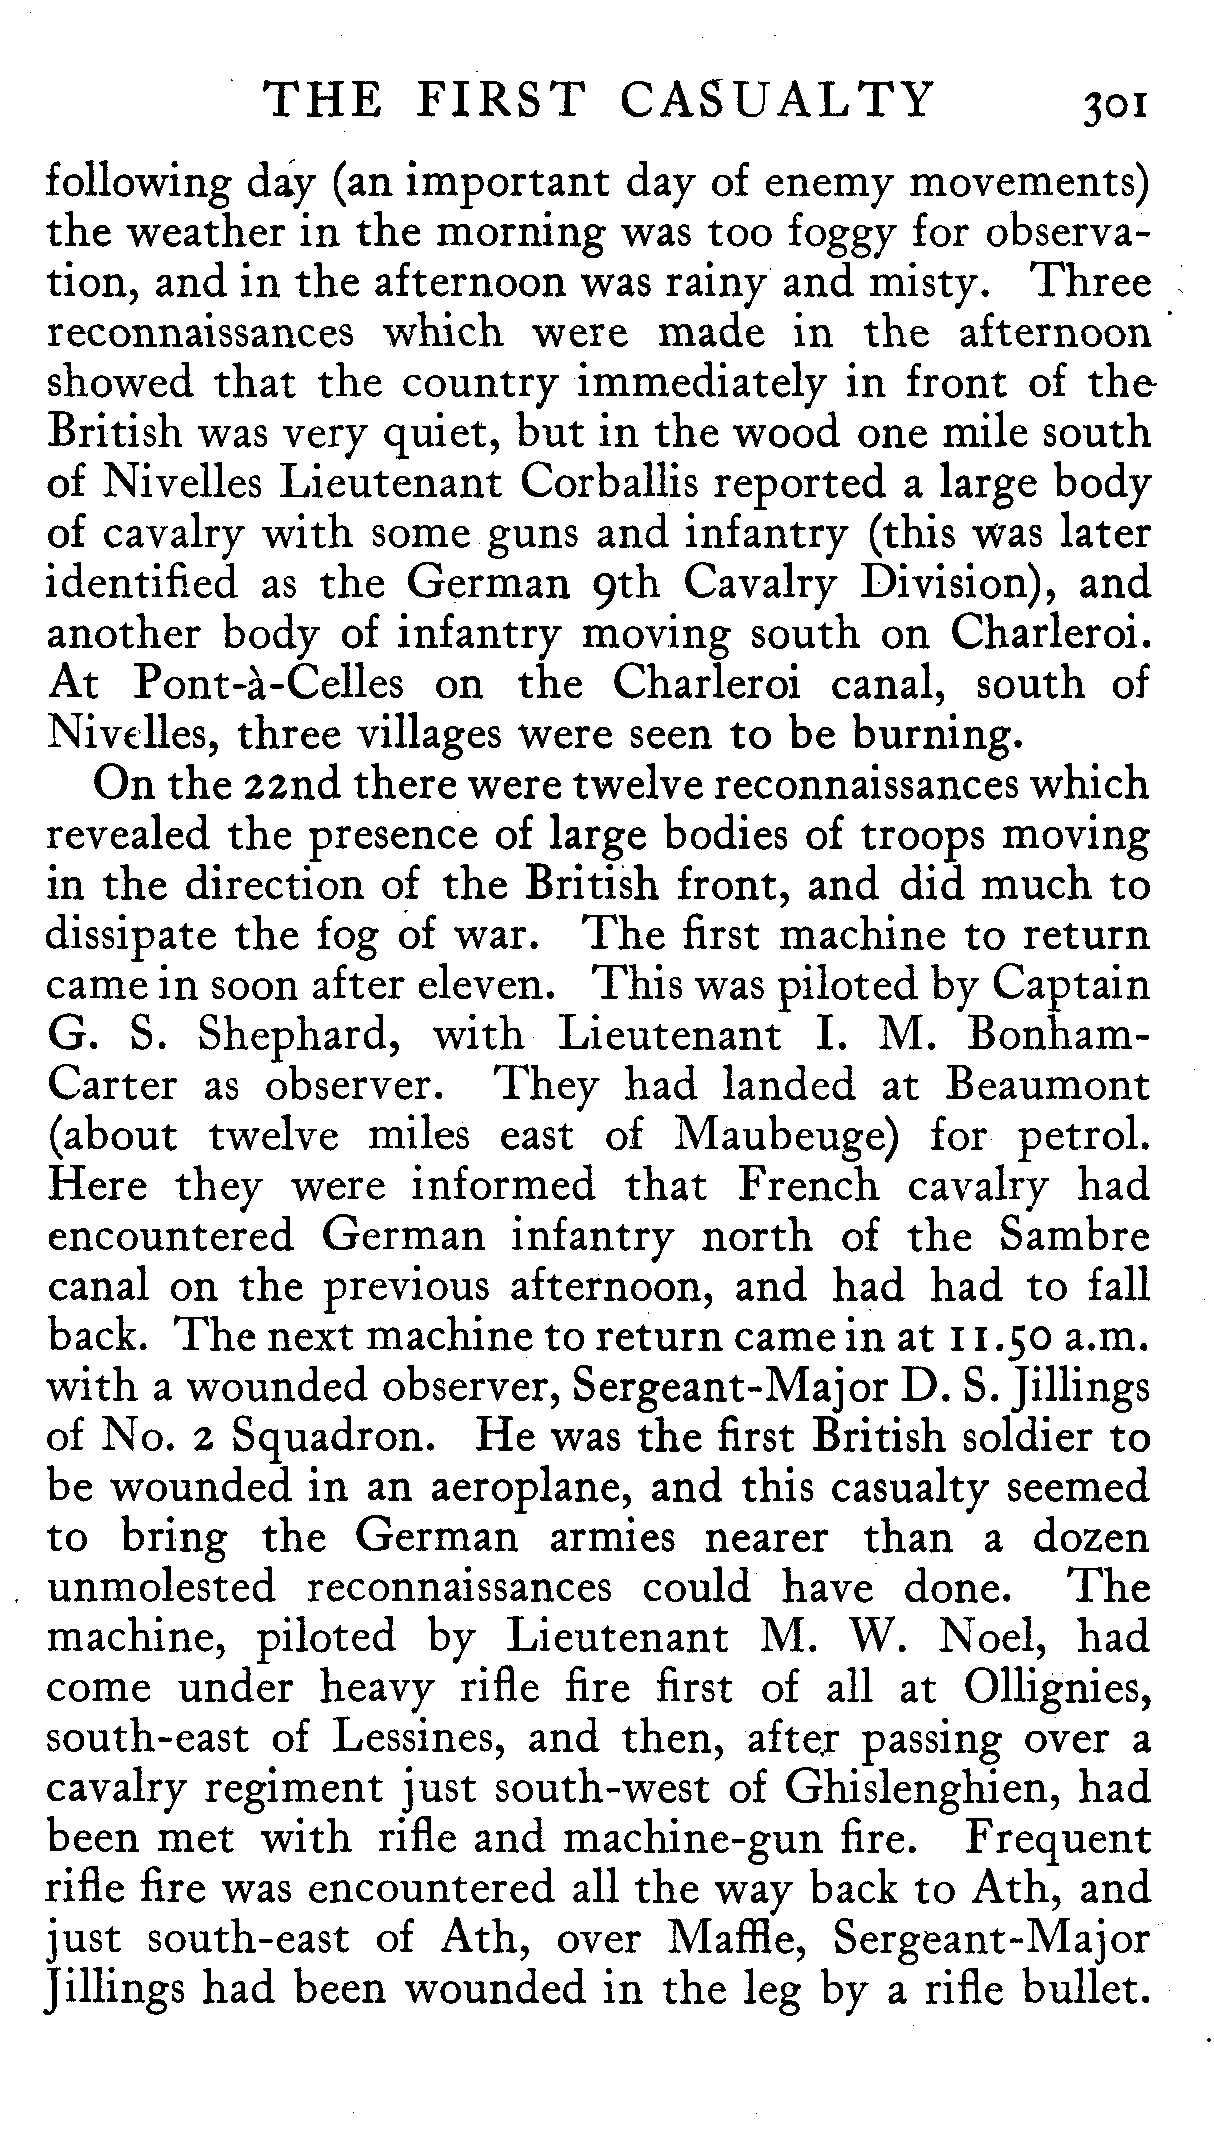 THE FIRST CASUALTY 301
following day (an important day of enemy movements)
the weather in the morning was too foggy for observa-
tion, and in the afternoon was rainy and misty. Three
reconnaissances which were made in the afternoon
showed that the country immediately in front of the
British was very quiet, but in the wood one mile south
of Nivelles Lieutenant Corballis reported a large body
of cavalry with some guns and infantry (this was later
identified as the German 9th Cavalry Division), and
another body of infantry moving south on Charleroi.
At Pont-à-Celles on the Charleroi canal, south of
Nivelles, three villages were seen to be burning.
On the 22nd there were twelve reconnaissances which
revealed the presence of large bodies of troops moving
in the direction of the British front, and did much to
dissipate the fog of war. The first machine to return
came in soon after eleven. This was piloted by Captain
G. S. Shephard, with Lieutenant I. M. Bonham-
Carter as observer. They had landed at Beaumont
(about twelve miles east of Maubeuge) for petrol.
Here they were informed that French cavalry had
encountered German infantry north of the Sambre
canal on the previous afternoon, and had had to fall
back. The next machine to return came in at 11.50 a.m.
with a wounded observer, Sergeant-Major D. S. Jillings
of No. 2 Squadron. He was the first British soldier to
be wounded in an aeroplane, and this casualty seemed
to bring the German armies nearer than a dozen
unmolested reconnaissances could have done. The
machine, piloted by Lieutenant M. W. Noel, had
come under heavy rifle fire first of all at Ollignies,
south-east of Lessines, and then, after passing over a
cavalry regiment just south-west of Ghislenghien, had
been met with rifle and machine-gun fire. Frequent
rifle fire was encountered all the way back to Ath, and
just south-east of Ath, over Maffle, Sergeant-Major
Jillings had been wounded in the leg by a rifle bullet.